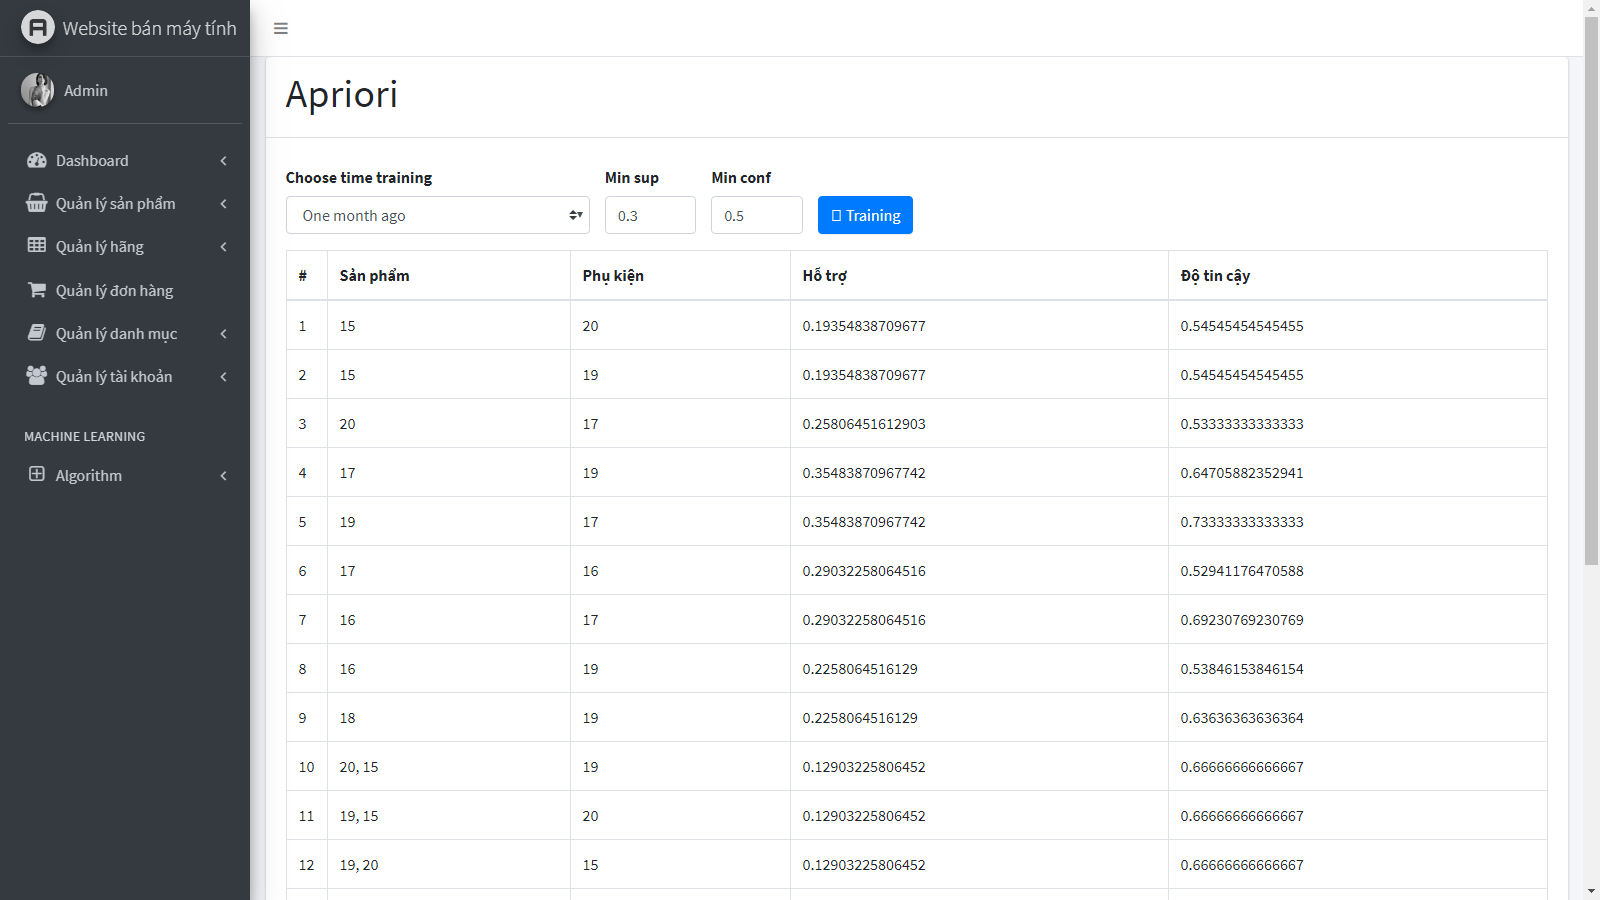 Website bán máy tính
Admin
Dashboard
Quản lý sản phẩm
Quản lý hãng
Quản lý đơn hàng
Quản lý danh mục
Quản lý tài khoản
MACHINE LEARNING
Algorithm
Apriori
Choose time training Min sup Min conf
One month ago 0.3 0.5 Training
# Sản phẩm Phụ kiện Hỗ trợ Độ tin cậy
1 15 20 0.19354838709677 0.54545454545455
2 15 19 0.19354838709677 0.54545454545455
3 20 17 0.25806451612903 0.53333333333333
4 17 19 0.35483870967742 0.64705882352941
5 19 17 0.35483870967742 0.73333333333333
6 17 16 0.29032258064516 0.52941176470588
7 16 17 0.29032258064516 0.69230769230769
8 16 19 0.2258064516129 0.53846153846154
9 18 19 0.2258064516129 0.63636363636364
10 20, 15 19 0.12903225806452 0.66666666666667
11 19, 15 20 0.12903225806452 0.66666666666667
12 19, 20 15 0.12903225806452 0.66666666666667